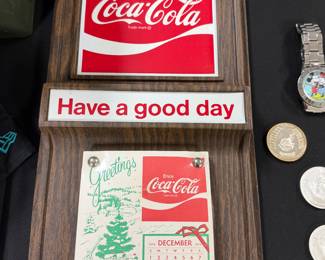 Coca-Cola
Trade-mark ®
Have a good day
Greetings
Enjoy
Coca-Cola
DECEMBER
S M T W T F S